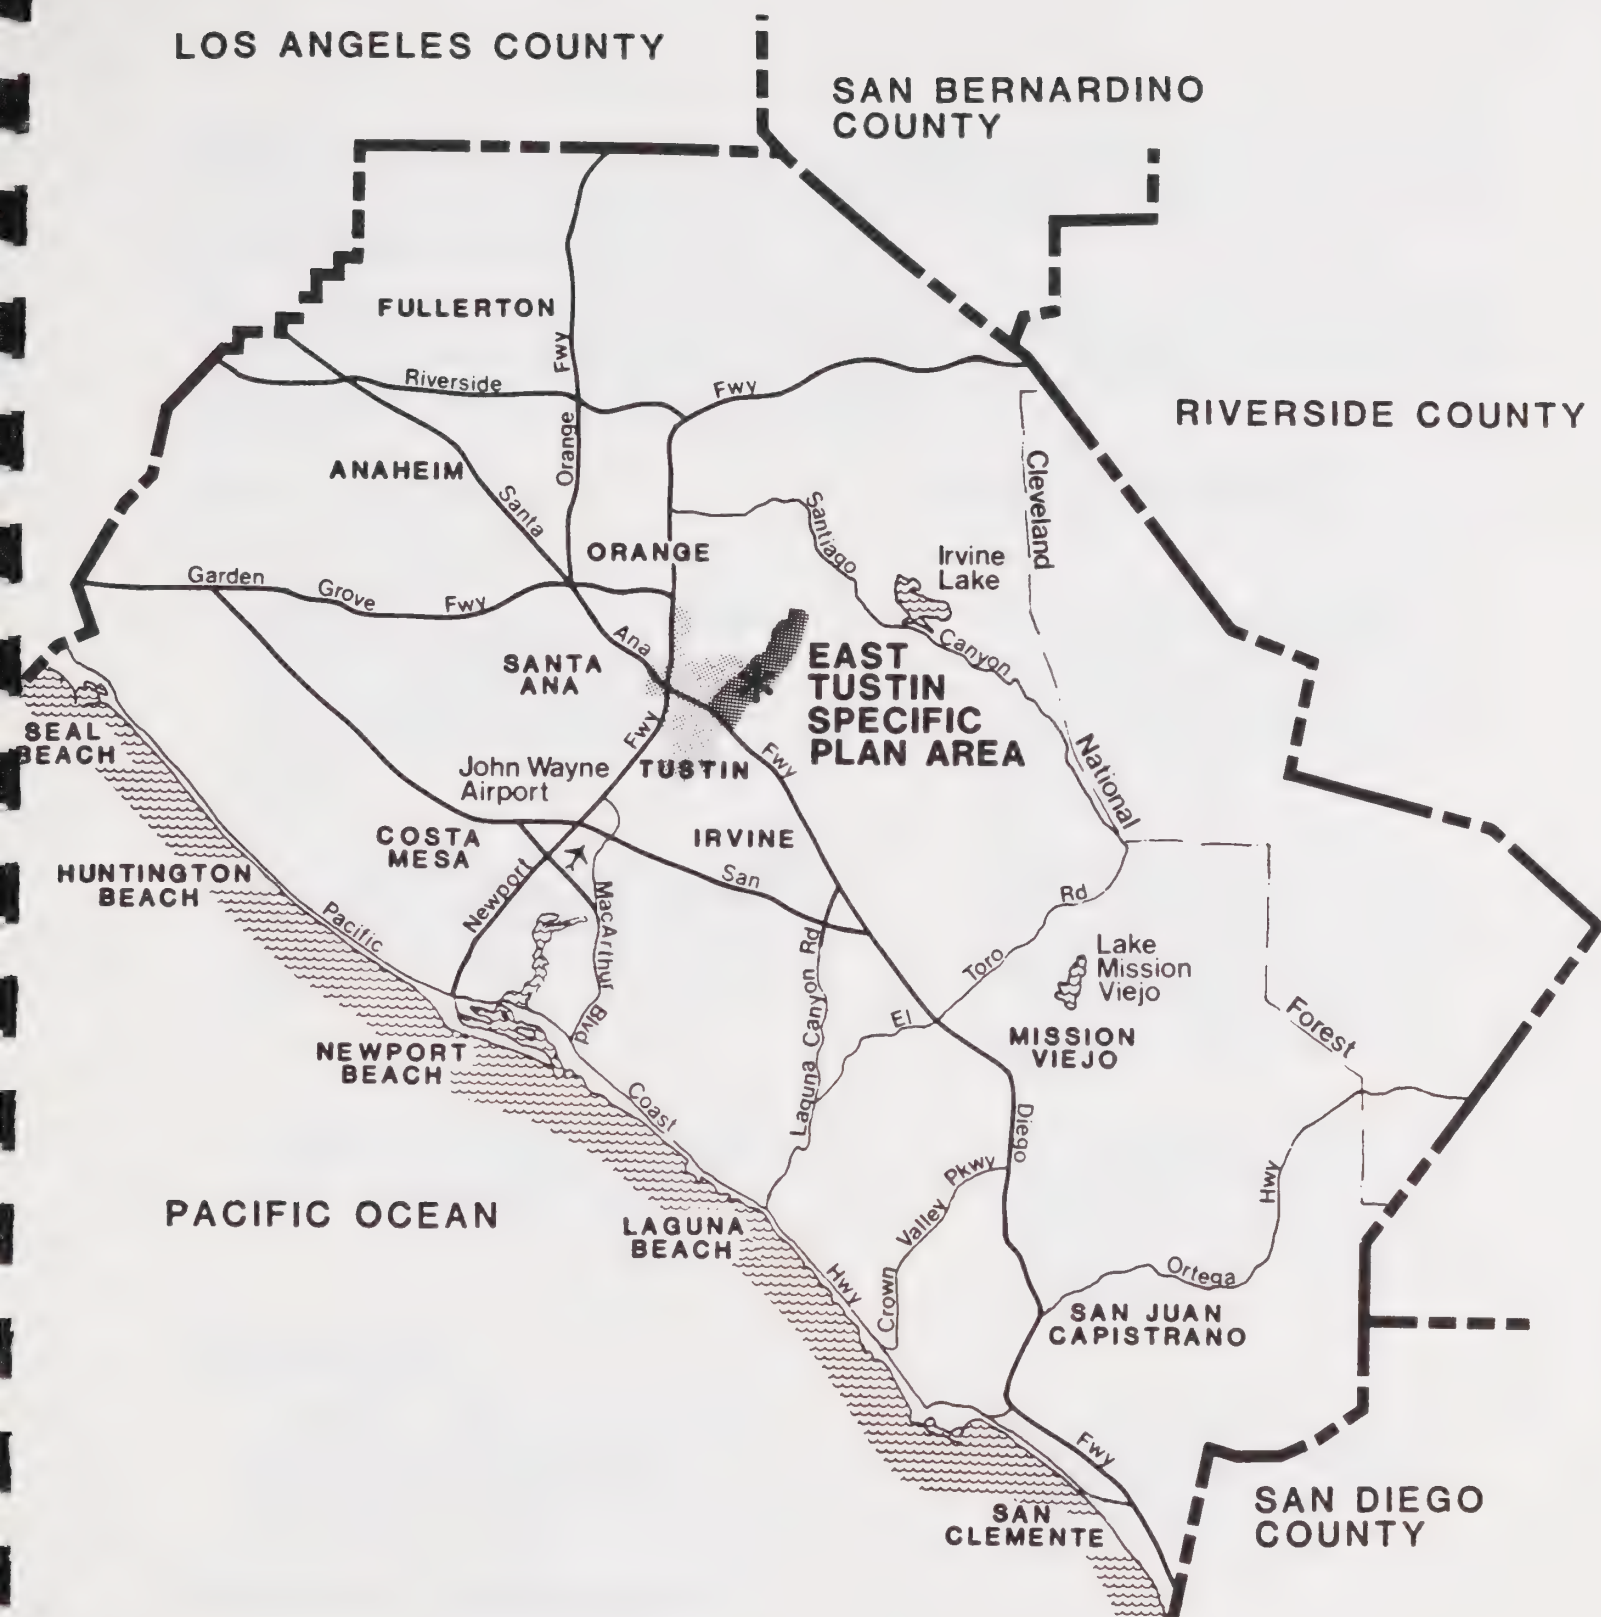 LOS ANGELES COUNTY
SAN BERNARDINO
COUNTY
FULLERTON
Fwy
Riverside
Fwy
RIVERSIDE COUNTY
Orange
ANAHEIM
Santa
Cleveland
Santiago
ORANGE
Irvine
Lake
Garden
Grove
Fwy
Ana
Canyon
SANTA
ANA
EAST
TUSTIN
SPECIFIC
PLAN AREA
Fwy
SEAL
BEACH
National
John Wayne
Airport
TUSTIN
Fwy
COSTA
MESA
IRVINE
HUNTINGTON
BEACH
Newport
San
Rd
Pacific
MacArthur
Blvd
Laguna Canyon Rd
Toro
Lake
Mission
Viejo
El
Forest
MISSION
VIEJO
NEWPORT
BEACH
Coast
Diego
Pkwy
Valley
Crown
Hwy
PACIFIC OCEAN
LAGUNA
BEACH
Hwy
Ortega
SAN JUAN
CAPISTRANO
Fwy
SAN
CLEMENTE
SAN DIEGO
COUNTY